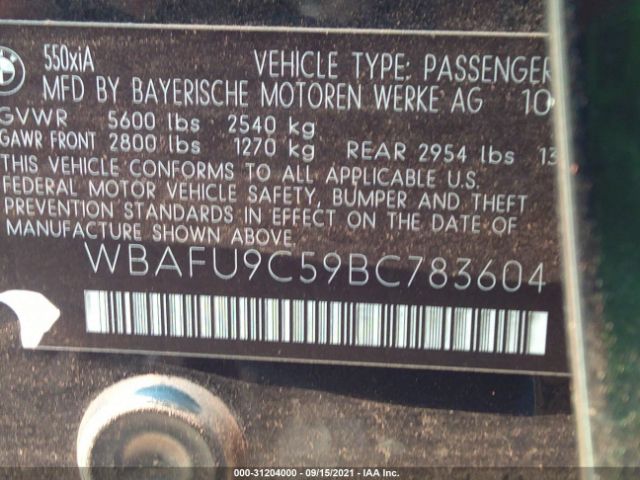 550xiA VEHICLE TYPE: PASSENGER
MFD BY BAYERISCHE MOTOREN WERKE AG 10
GVWR 5600 lbs 2540 kg
GAWR FRONT 2800 lbs 1270 kg REAR 2954 lbs 13
THIS VEHICLE CONFORMS TO ALL APPLICABLE U.S.
FEDERAL MOTOR VEHICLE SAFETY, BUMPER AND THEFT
PREVENTION STANDARDS IN EFFECT ON THE DATE OF
MANUFACTURE SHOWN ABOVE.
WBAFU9C59BC783604
000-31204000 - 09/15/2021 - IAA Inc.